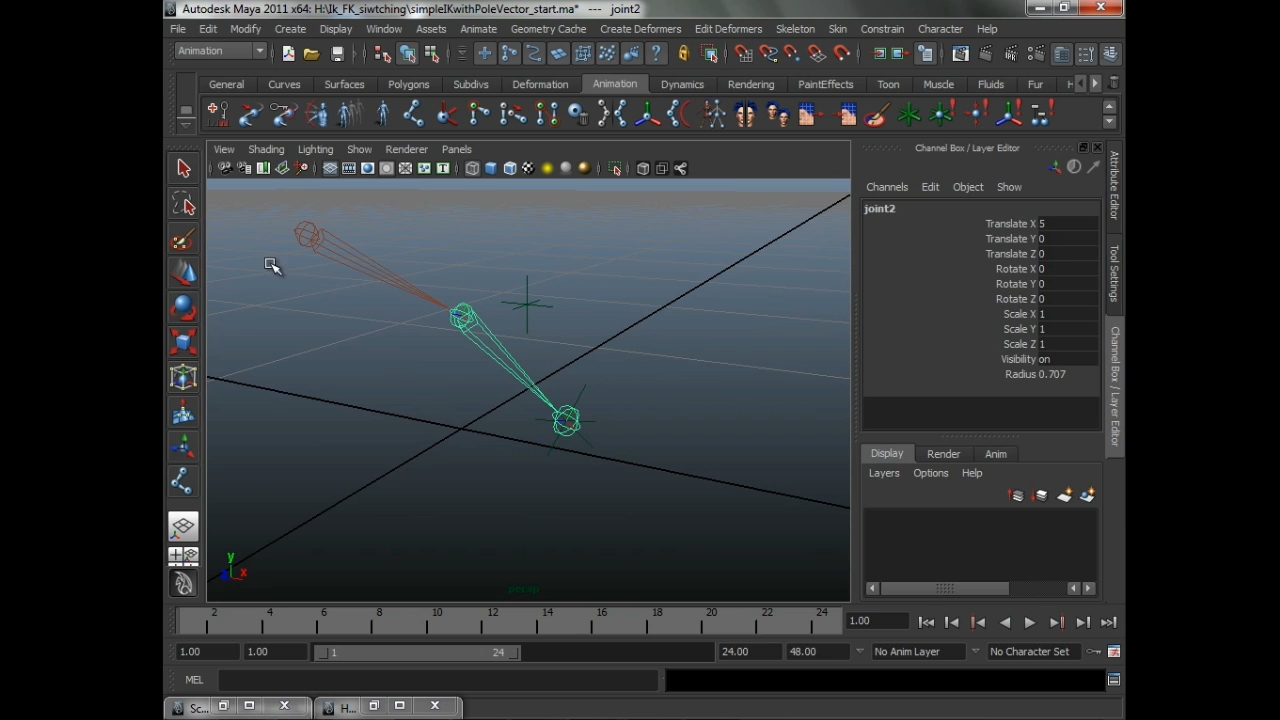 Autodesk Maya 2011 x64: H:\Ik_FK_siwtching\simpleIKwithPoleVector_start.ma* --- joint2
File Edit Modify Create Display Window Assets Animate Geometry Cache Create Deformers Edit Deformers Skeleton Skin Constrain Character Help
Animation
General Curves Surfaces Polygons Subdivs Deformation Animation Dynamics Rendering PaintEffects Toon Muscle Fluids Fur H
View Shading Lighting Show Renderer Panels
Channel Box / Layer Editor
Channels Edit Object Show
joint2
Translate X 5
Translate Y 0
Translate Z 0
Rotate X 0
Rotate Y 0
Rotate Z 0
Scale X 1
Scale Y 1
Scale Z 1
Visibility on
Radius 0.707
Attribute Editor
Tool Settings
Channel Box / Layer Editor
Display Render Anim
Layers Options Help
y
x
persp
2 4 6 8 10 12 14 16 18 20 22 24
1.00
1.00 1.00 1 24 24.00 48.00 No Anim Layer No Character Set
MEL
Sc... H...